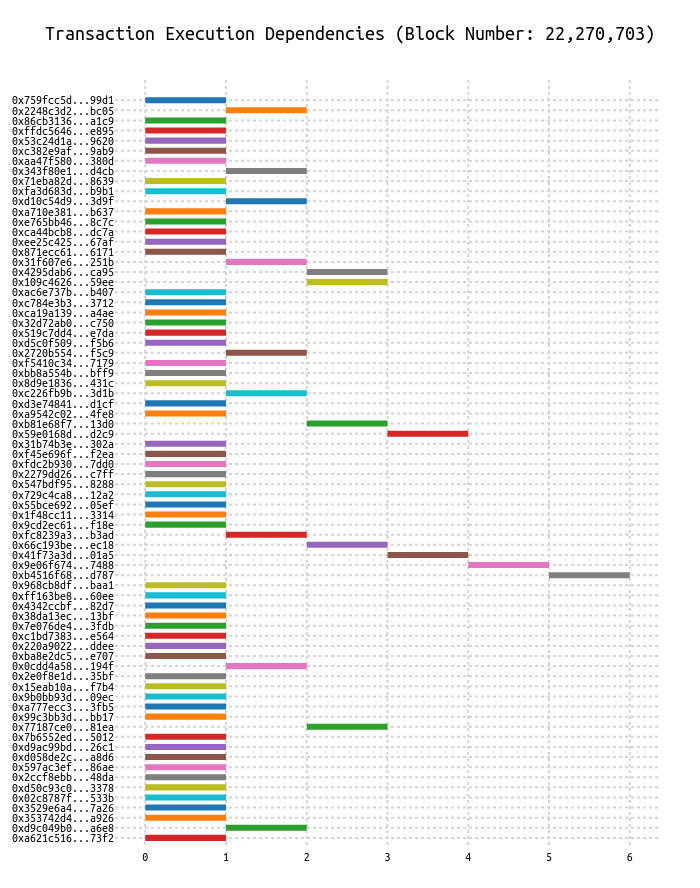 Transaction Execution Dependencies (Block Number: 22,270,703)
0x759fcc5d...99d1
0x2248c3d2...bc05
0x86cb3136...a1c9
0xffdc5646...e895
0x53c24d1a...9620
0xc382e9af...9ab9
0xaa47f580...380d
0x343f80e1...d4cb
0x71eba82d...8639
0xfa3d683d...b9b1
0xd10c54d9...3d9f
0xa710e381...b637
0xe765bb46...8c7c
0xca44bcb8...dc7a
0xee25c425...67af
0x871ecc61...6171
0x31f607e6...251b
0x4295dab6...ca95
0x109c4626...59ee
0xac6e737b...b407
0xc784e3b3...3712
0xca19a139...a4ae
0x32d72ab0...c750
0x519c7dd4...e7da
0xd5c0f509...f5b6
0x2720b554...f5c9
0xf5410c34...7179
0xbb8a554b...bff9
0x8d9e1836...431c
0xc226fb9b...3d1b
0xd3e74841...d1cf
0xa9542c02...4fe8
0xb81e68f7...13d0
0x59e0168d...d2c9
0x31b74b3e...302a
0xf45e696f...f2ea
0xfdc2b930...7dd0
0x2279dd26...c7ff
0x547bdf95...8288
0x729c4ca8...12a2
0x55bce692...05ef
0x1f48cc11...3314
0x9cd2ec61...f18e
0xfc8239a3...b3ad
0x66c193be...ec18
0x41f73a3d...01a5
0x9e06f674...7488
0xb4516f68...d787
0x968cb8df...baa1
0xff163be8...60ee
0x4342ccbf...82d7
0x38da13ec...13bf
0x7e076de4...3fdb
0xc1bd7383...e564
0x220a9022...ddee
0xba8e2dc5...e707
0x0cdd4a58...194f
0x2e0f8e1d...35bf
0x15eab10a...f7b4
0x9b0bb93d...09ec
0xa777ecc3...3fb5
0x99c3bb3d...bb17
0x77187ce0...81ea
0x7b6552ed...5012
0xd9ac99bd...26c1
0xd058de2c...a8d6
0x597ac3ef...86ae
0x2ccf8ebb...48da
0xd50c93c0...3378
0x02c8787f...533b
0x3529e6a4...7a26
0x353742d4...a926
0xd9c049b0...a6e8
0xa621c516...73f2
0 1 2 3 4 5 6